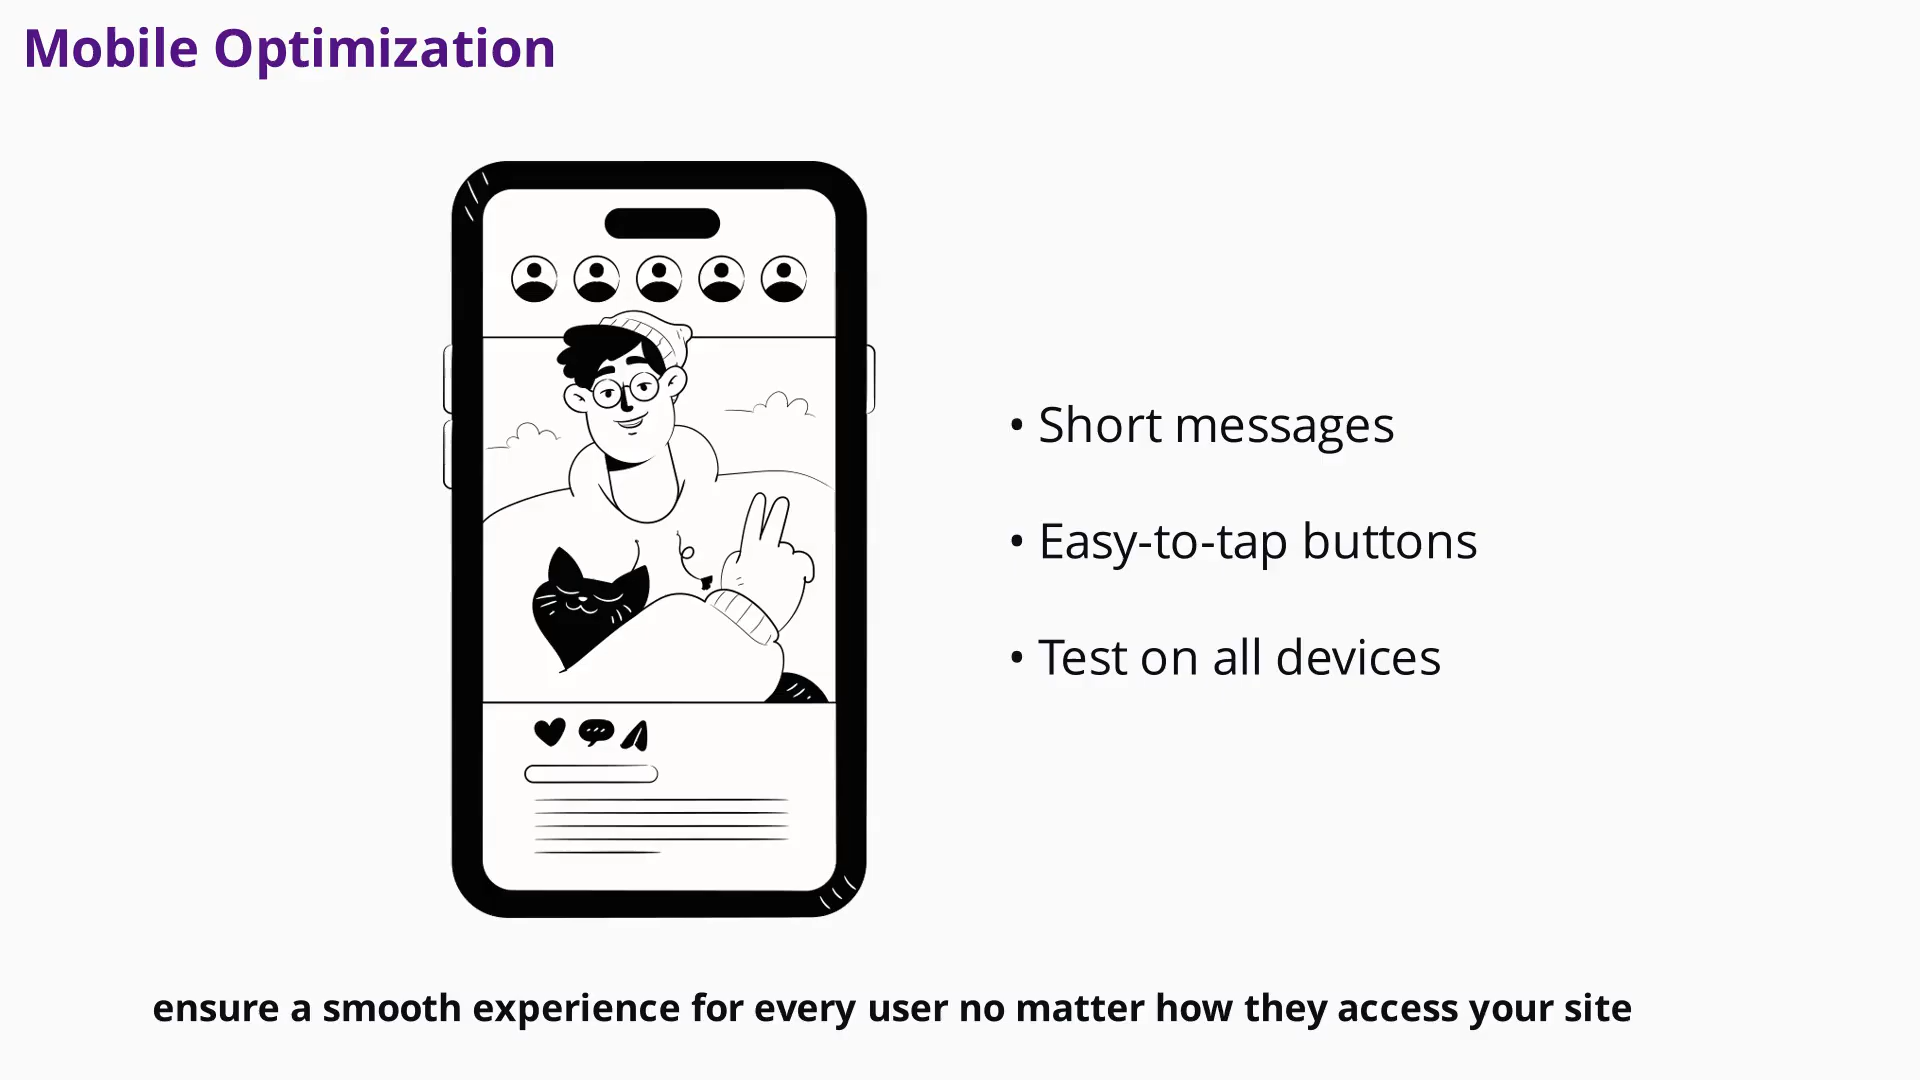 Mobile Optimization
• Short messages
• Easy-to-tap buttons
• Test on all devices
ensure a smooth experience for every user no matter how they access your site